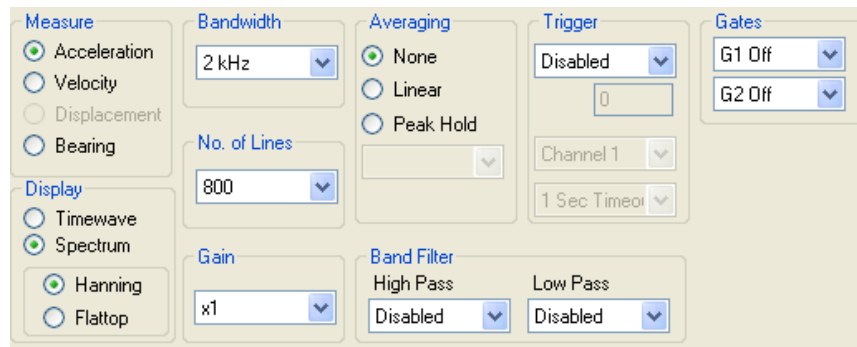 Measure
Acceleration
Velocity
Displacement
Bearing
Display
Timewave
Spectrum
Hanning
Flattop
Bandwidth
2 kHz
No. of Lines
800
Gain
x1
Averaging
None
Linear
Peak Hold
Trigger
Disabled
0
Channel 1
1 Sec Timeou
Band Filter
High Pass
Disabled
Low Pass
Disabled
Gates
G1 Off
G2 Off